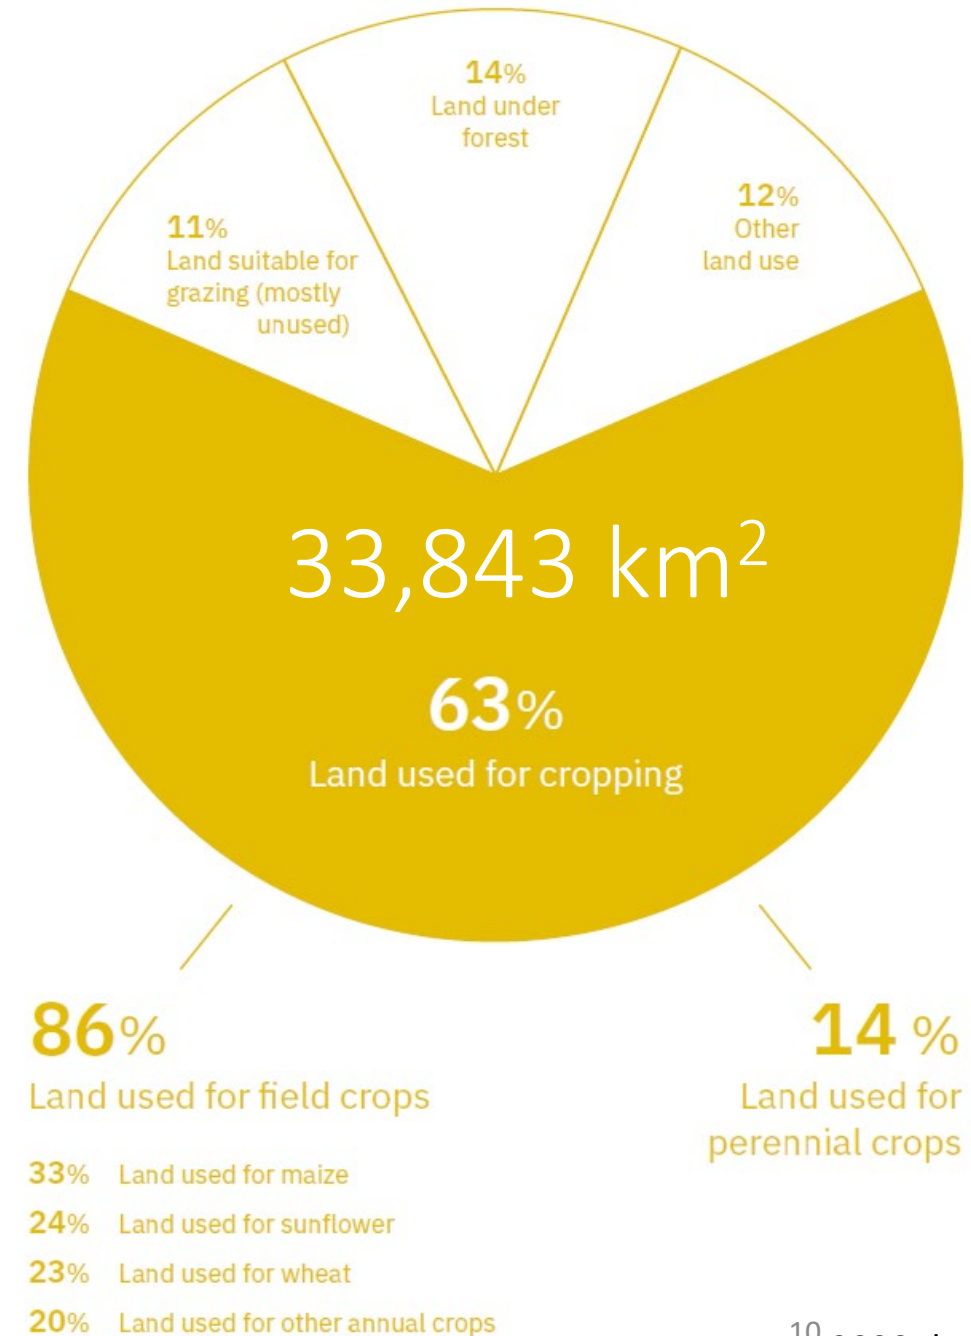 14%
Land under
forest
12%
Other
land use
11%
Land suitable for
grazing (mostly
unused)
33,843 km²
63%
Land used for cropping
86%
Land used for field crops
14 %
Land used for
perennial crops
33% Land used for maize
24% Land used for sunflower
23% Land used for wheat
20% Land used for other annual crops
10